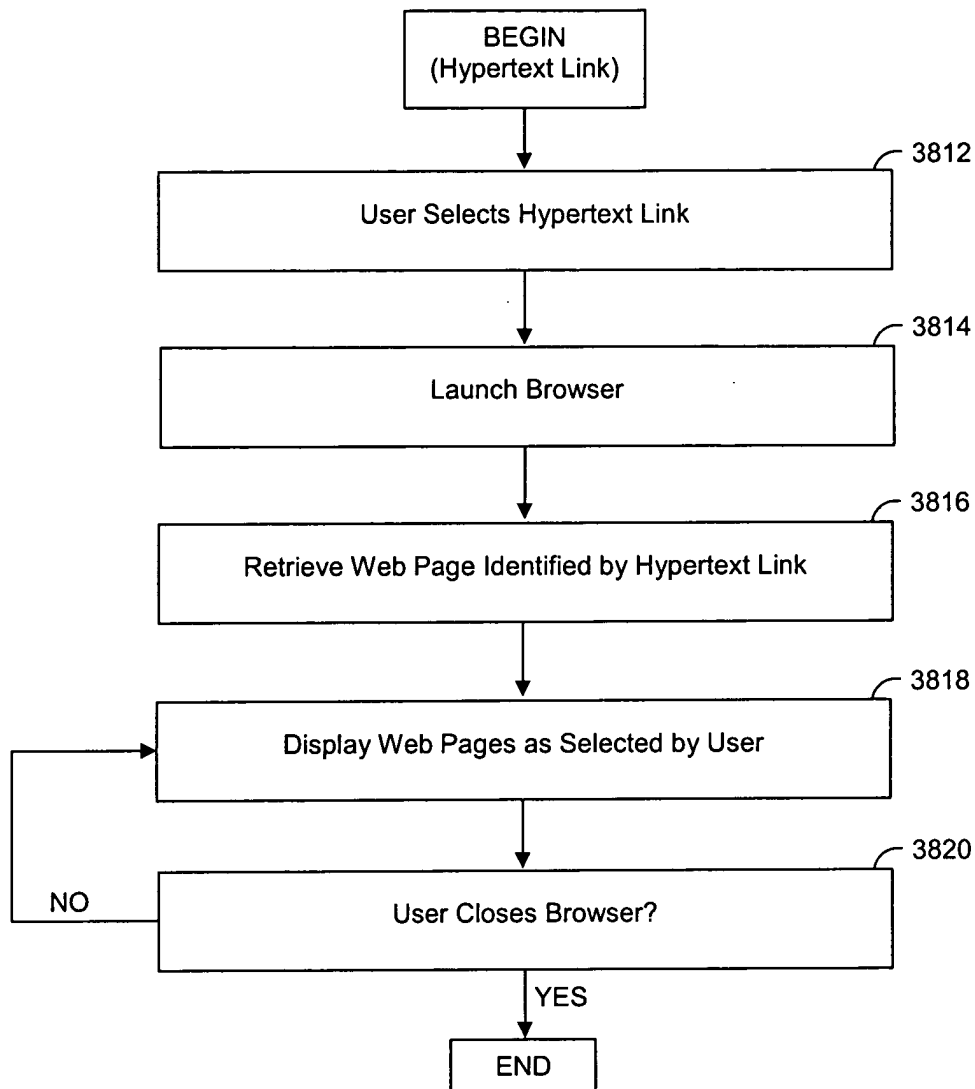 BEGIN
(Hypertext Link)
3812
User Selects Hypertext Link
3814
Launch Browser
3816
Retrieve Web Page Identified by Hypertext Link
3818
Display Web Pages as Selected by User
3820
NO
User Closes Browser?
YES
END